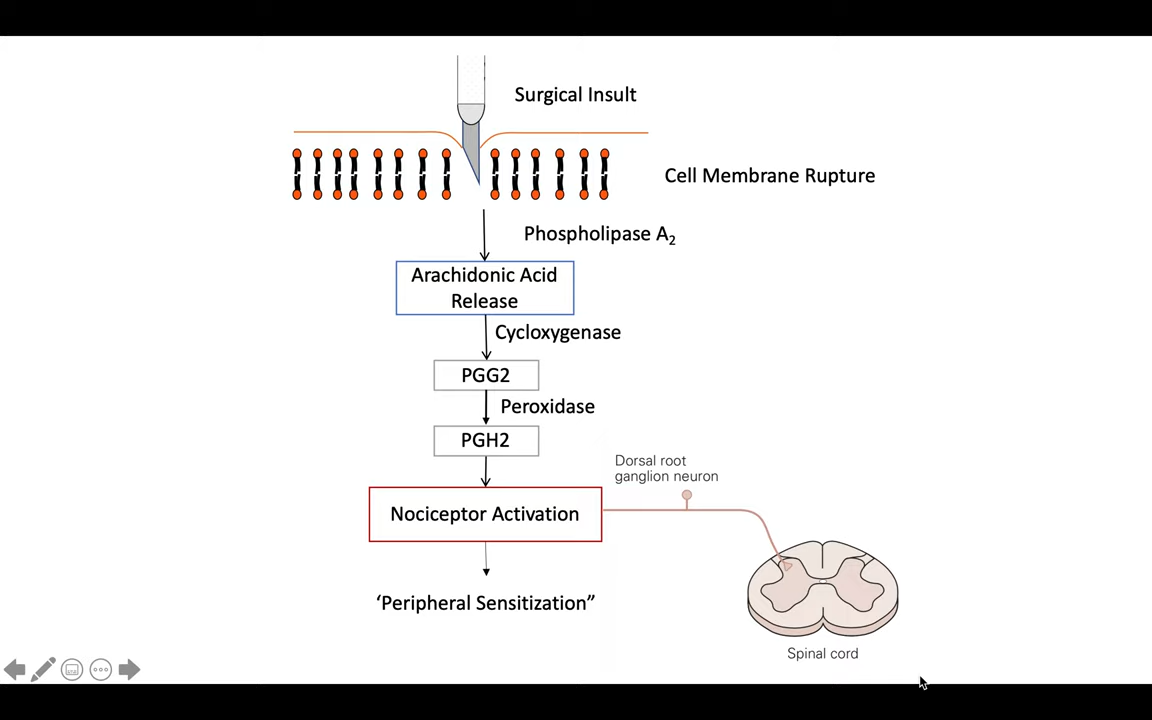 Surgical Insult
Cell Membrane Rupture
Phospholipase A₂
Arachidonic Acid
Release
Cycloxygenase
PGG2
Peroxidase
PGH2
Dorsal root
ganglion neuron
Nociceptor Activation
‘Peripheral Sensitization”
Spinal cord